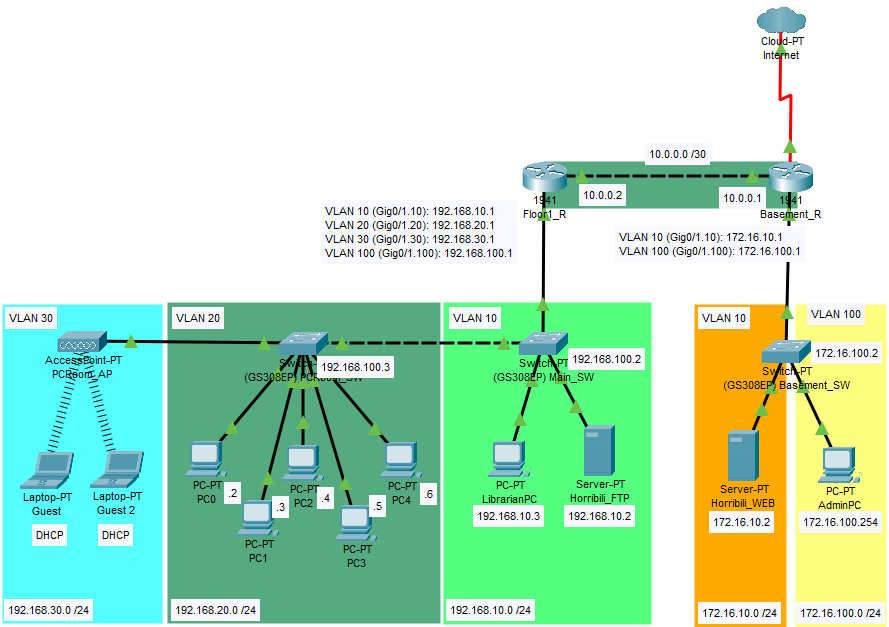 Cloud-PT
Internet
10.0.0.0 /30
10.0.0.2
10.0.0.1
1941
Floor1_R
1941
Basement_R
VLAN 10 (Gig0/1.10): 192.168.10.1
VLAN 20 (Gig0/1.20): 192.168.20.1
VLAN 30 (Gig0/1.30): 192.168.30.1
VLAN 100 (Gig0/1.100): 192.168.100.1
VLAN 10 (Gig0/1.10): 172.16.10.1
VLAN 100 (Gig0/1.100): 172.16.100.1
VLAN 30
AccessPoint-PT
PCRoom_AP
Laptop-PT
Guest
DHCP
Laptop-PT
Guest 2
DHCP
192.168.30.0 /24
VLAN 20
192.168.100.3
Switch-PT
(GS308EP) PCRoom_SW
PC-PT
PC0
.2
PC-PT
PC1
.3
PC-PT
PC2
.4
PC-PT
PC3
.5
PC-PT
PC4
.6
192.168.20.0 /24
VLAN 10
192.168.100.2
Switch-PT
(GS308EP) Main_SW
PC-PT
LibrarianPC
192.168.10.3
Server-PT
Horribili_FTP
192.168.10.2
192.168.10.0 /24
VLAN 10
VLAN 100
172.16.100.2
Switch-PT
(GS308EP) Basement_SW
Server-PT
Horribili_WEB
172.16.10.2
PC-PT
AdminPC
172.16.100.254
172.16.10.0 /24
172.16.100.0 /24